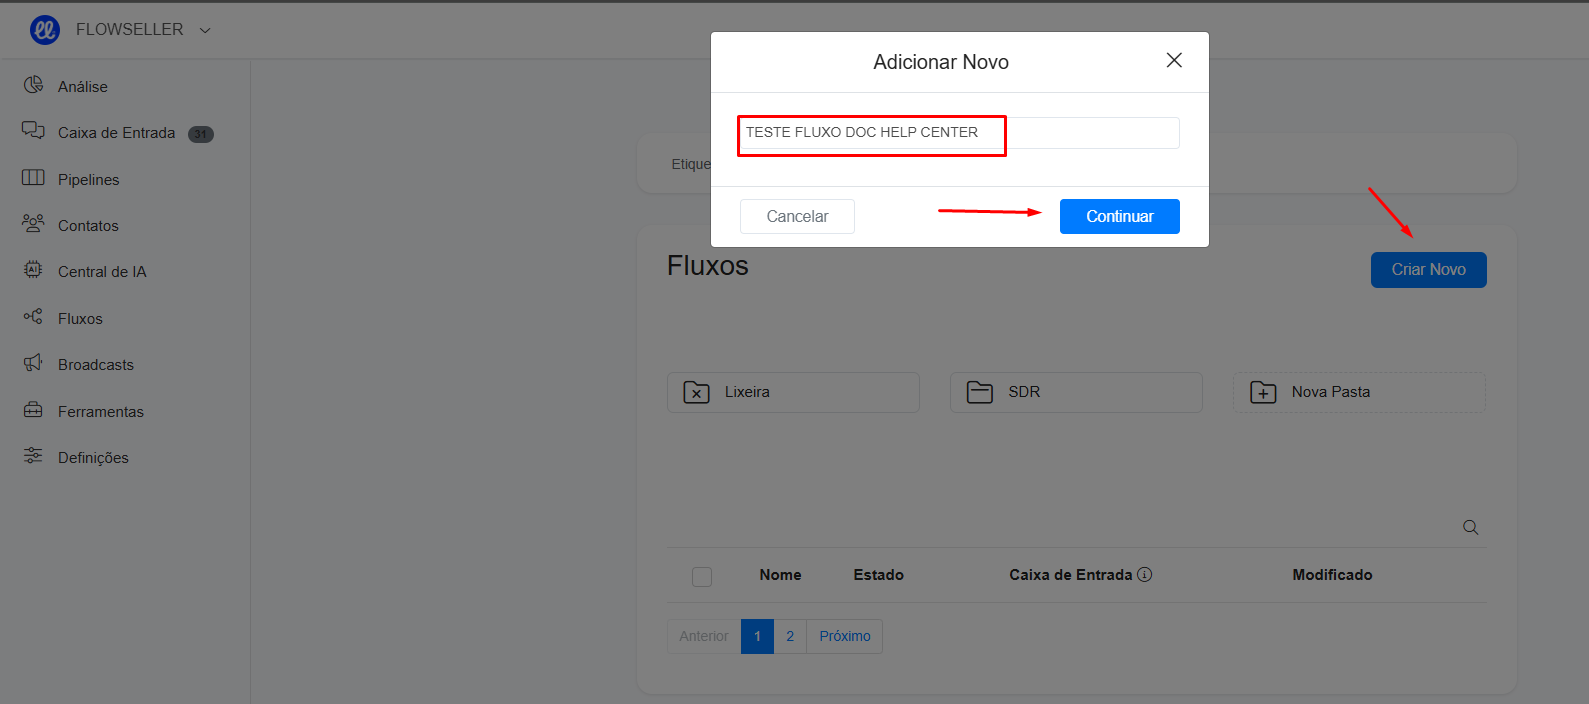 FLOWSELLER
Análise
Caixa de Entrada 31
Pipelines
Contatos
Central de IA
Fluxos
Broadcasts
Ferramentas
Definições
Adicionar Novo
TESTE FLUXO DOC HELP CENTER
Cancelar
Continuar
Etique
Fluxos
Criar Novo
Lixeira
SDR
Nova Pasta
Nome Estado Caixa de Entrada Modificado
Anterior 1 2 Próximo